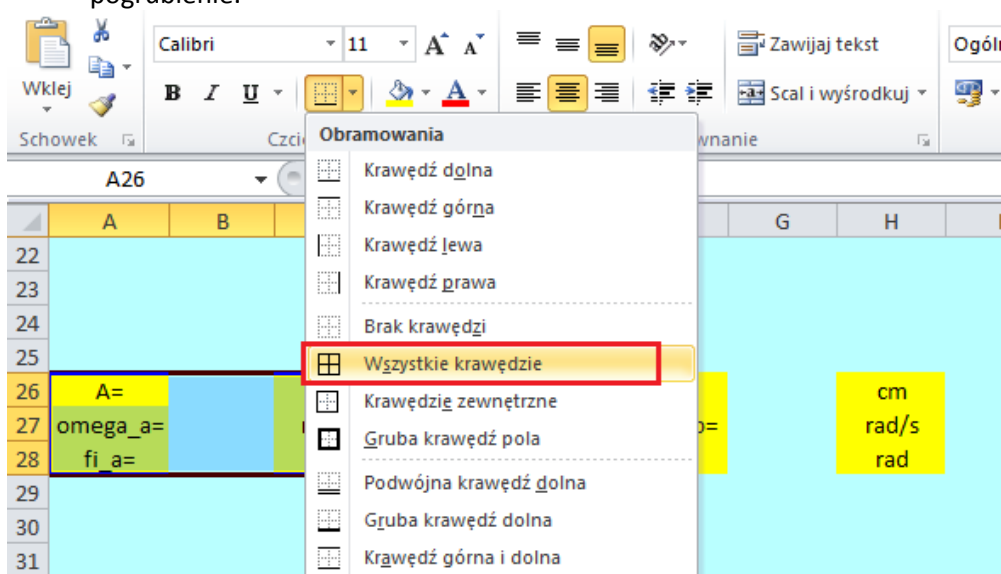 pogrubienie.
Calibri 11 A A Zawijaj tekst Ogóln
Wklej B I U A Scal i wyśrodkuj
Schowek Czci wnanie
Obramowania
A26
Krawędź dolna
Krawędź górna
Krawędź lewa
Krawędź prawa
Brak krawędzi
Wszystkie krawędzie
Krawędzie zewnętrzne
Gruba krawędź pola
Podwójna krawędź dolna
Gruba krawędź dolna
Krawędź górna i dolna
A B G H
22
23
24
25
26 A= cm
27 omega_a= rad/s
28 fi_a= rad
29
30
31